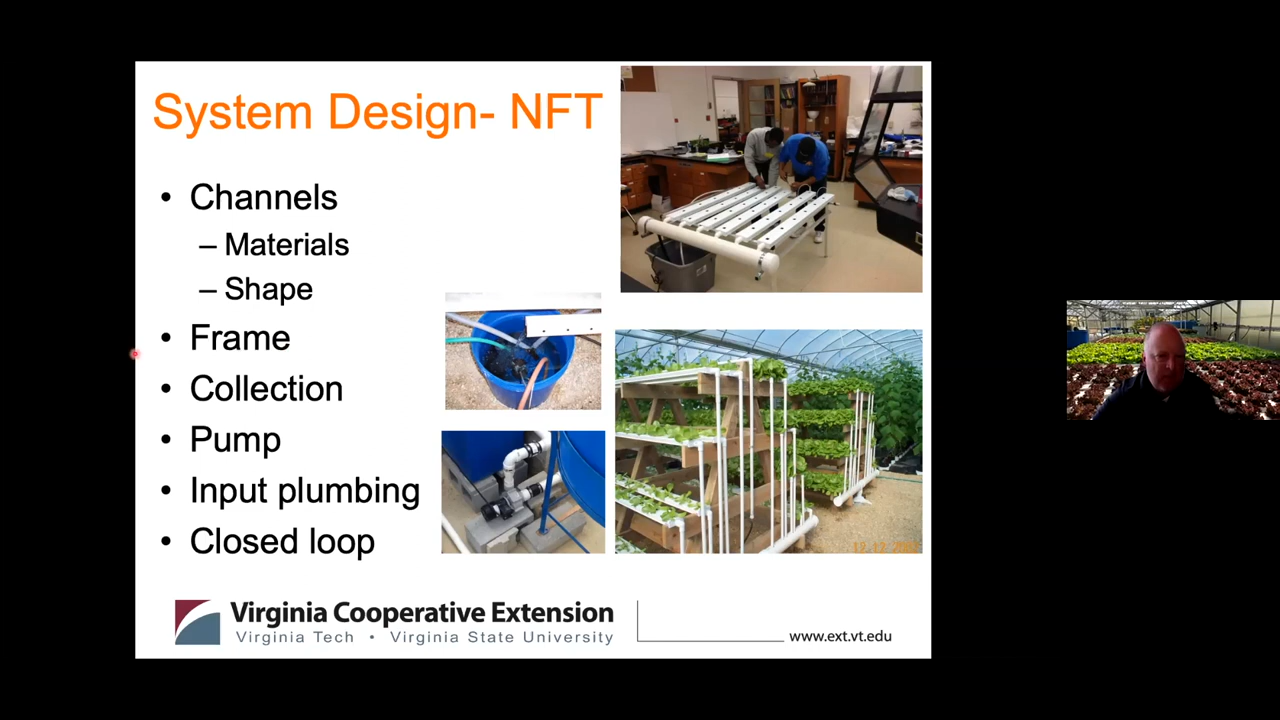 System Design- NFT
• Channels
– Materials
– Shape
• Frame
• Collection
• Pump
• Input plumbing
• Closed loop
Virginia Cooperative Extension
Virginia Tech • Virginia State University
www.ext.vt.edu